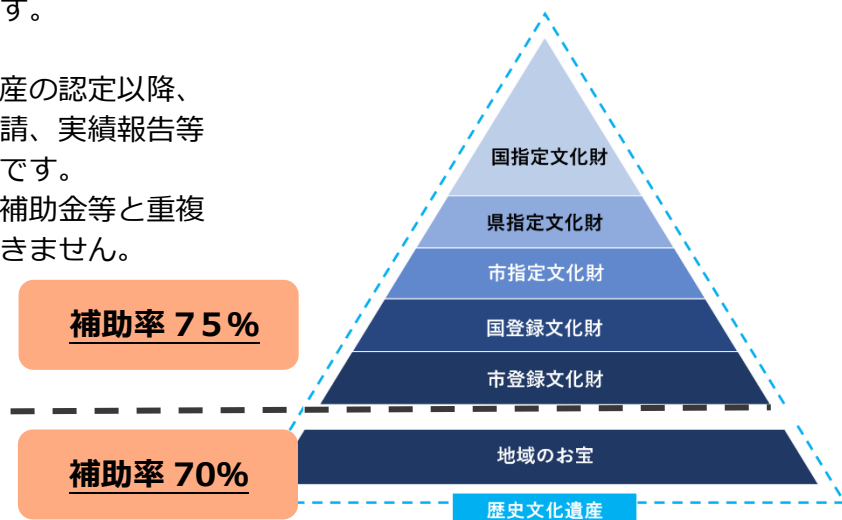 す。
産の認定以降、
請、実績報告等
です。
補助金等と重複
きません。
補助率７５%
補助率 70%
国指定文化財
県指定文化財
市指定文化財
国登録文化財
市登録文化財
地域のお宝
歴史文化遺産